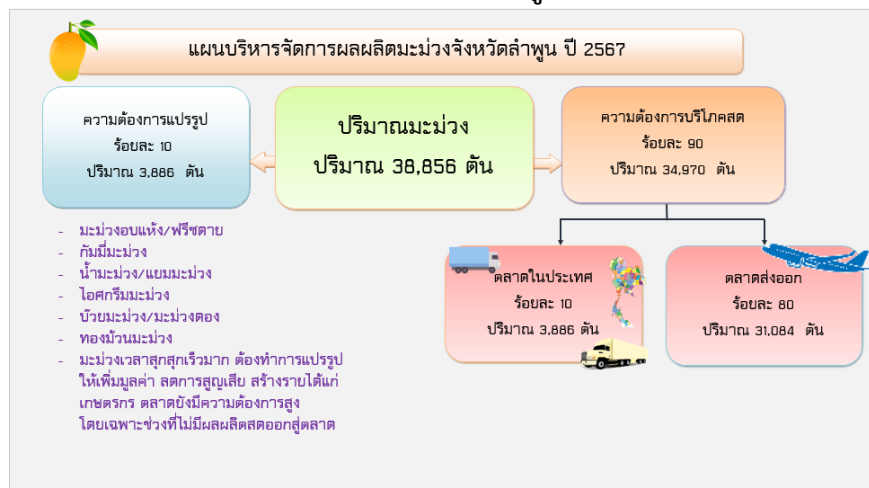 แผนบริหารจัดการผลผลิตมะม่วงจังหวัดลำพูน ปี 2567
ความต้องการแปรรูป
ร้อยละ 10
ปริมาณ 3,886 ตัน
ปริมาณมะม่วง
ปริมาณ 38,856 ตัน
ความต้องการบริโภคสด
ร้อยละ 90
ปริมาณ 34,970 ตัน
- มะม่วงอบแห้ง/ฟรีซดาย
- กัมมี่มะม่วง
- น้ำมะม่วง/แยมมะม่วง
- ไอศกรีมมะม่วง
- บ๊วยมะม่วง/มะม่วงดอง
- ทองม้วนมะม่วง
- มะม่วงเวลาสุกสุกเร็วมาก ต้องทำการแปรรูป
ให้เพิ่มมูลค่า ลดการสูญเสีย สร้างรายได้แก่
เกษตรกร ตลาดยังมีความต้องการสูง
โดยเฉพาะช่วงที่ไม่มีผลผลิตสดออกสู่ตลาด
ตลาดในประเทศ
ร้อยละ 10
ปริมาณ 3,886 ตัน
ตลาดส่งออก
ร้อยละ 80
ปริมาณ 31,084 ตัน